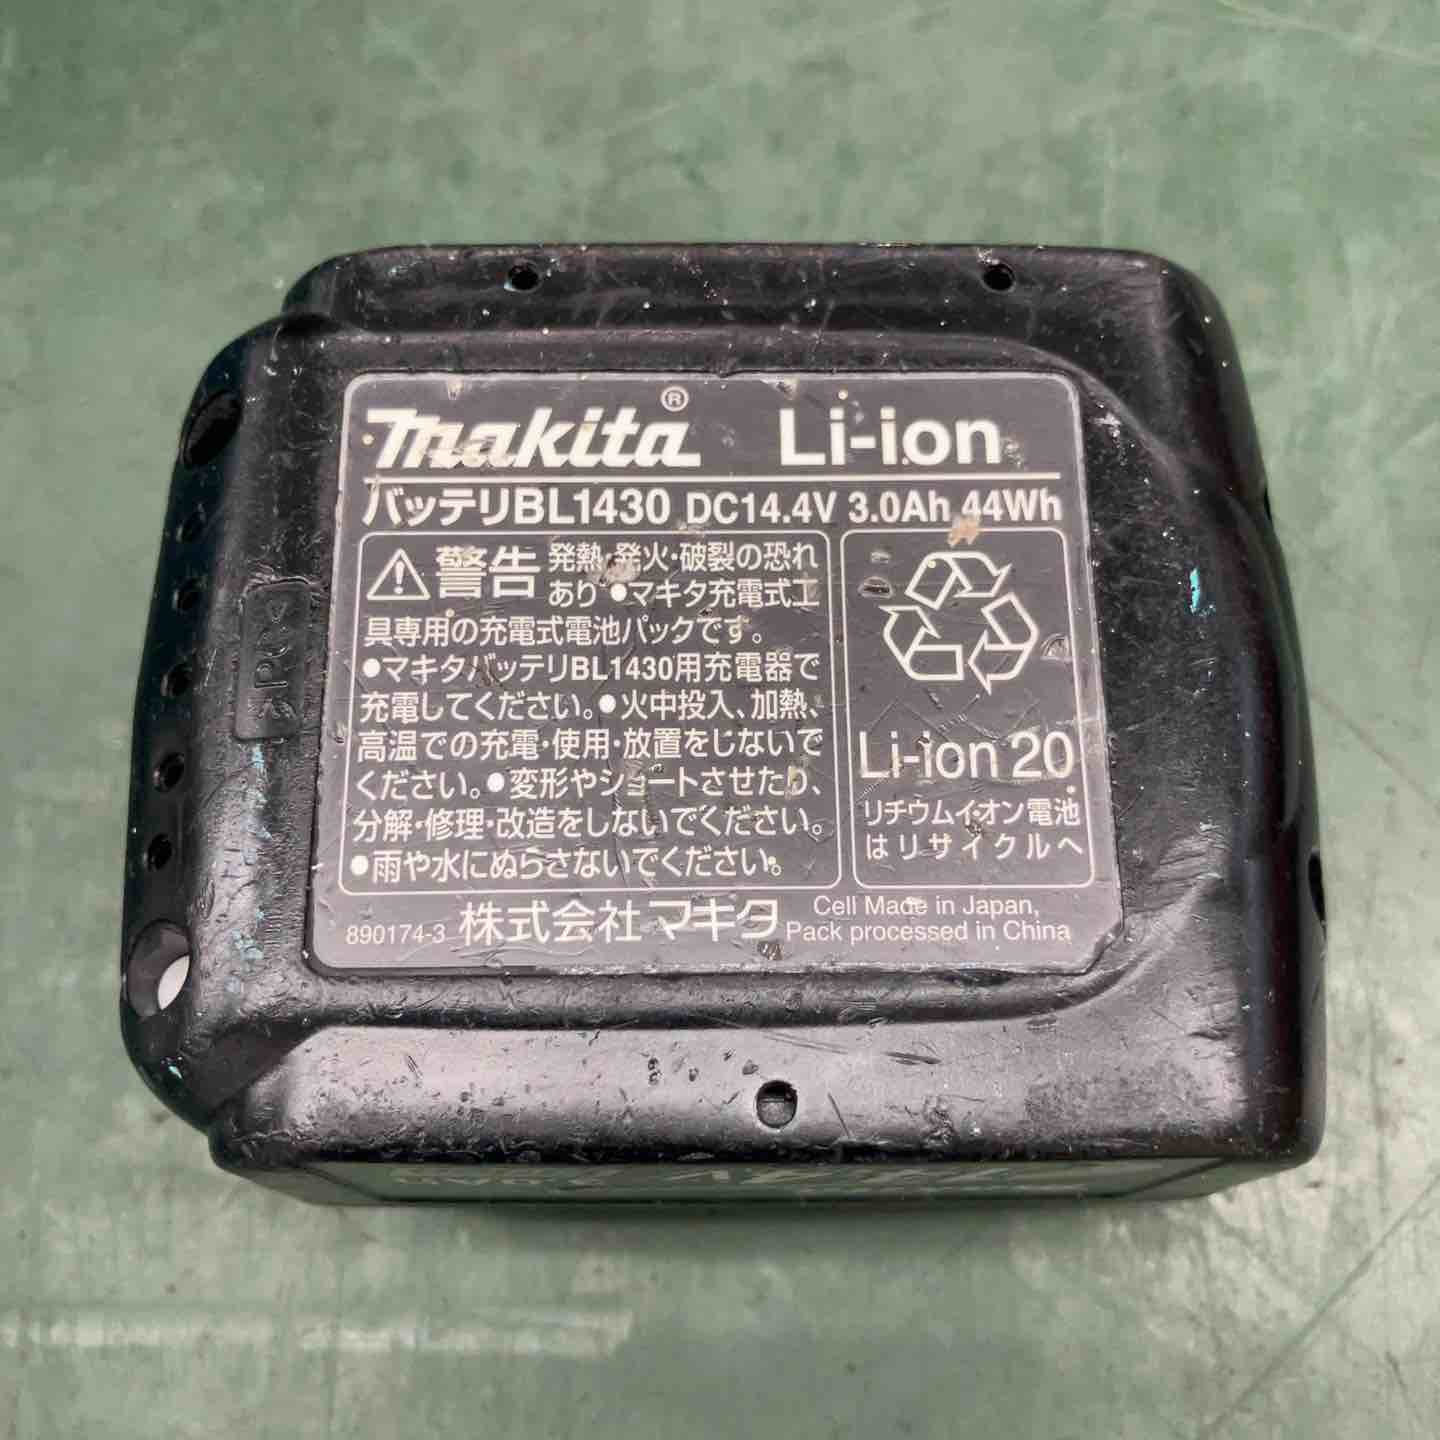 makita® Li-ion
バッテリBL1430 DC14.4V 3.0Ah 44Wh
警告 発熱・発火・破裂の恐れ
あり ●マキタ充電式工
具専用の充電式電池パックです。
●マキタバッテリBL1430用充電器で
充電してください。●火中投入、加熱、
高温での充電・使用・放置をしないで
ください。●変形やショートさせたり、
分解・修理・改造をしないでください。
●雨や水にぬらさないでください。
Li-ion 20
リチウムイオン電池
はリサイクルへ
890174-3 株式会社マキタ
Cell Made in Japan,
Pack processed in China